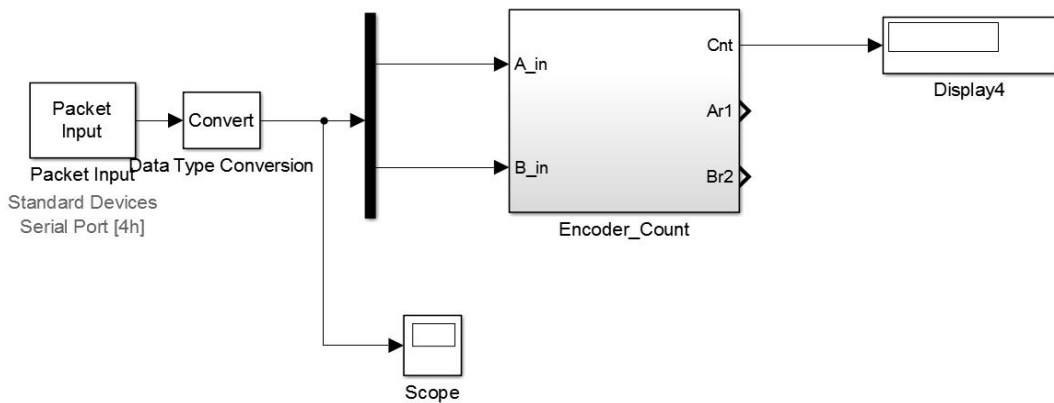 Packet
Input
Packet Input
Standard Devices
Serial Port [4h]
Convert
Data Type Conversion
A_in
B_in
Cnt
Ar1
Br2
Encoder_Count
Display4
Scope